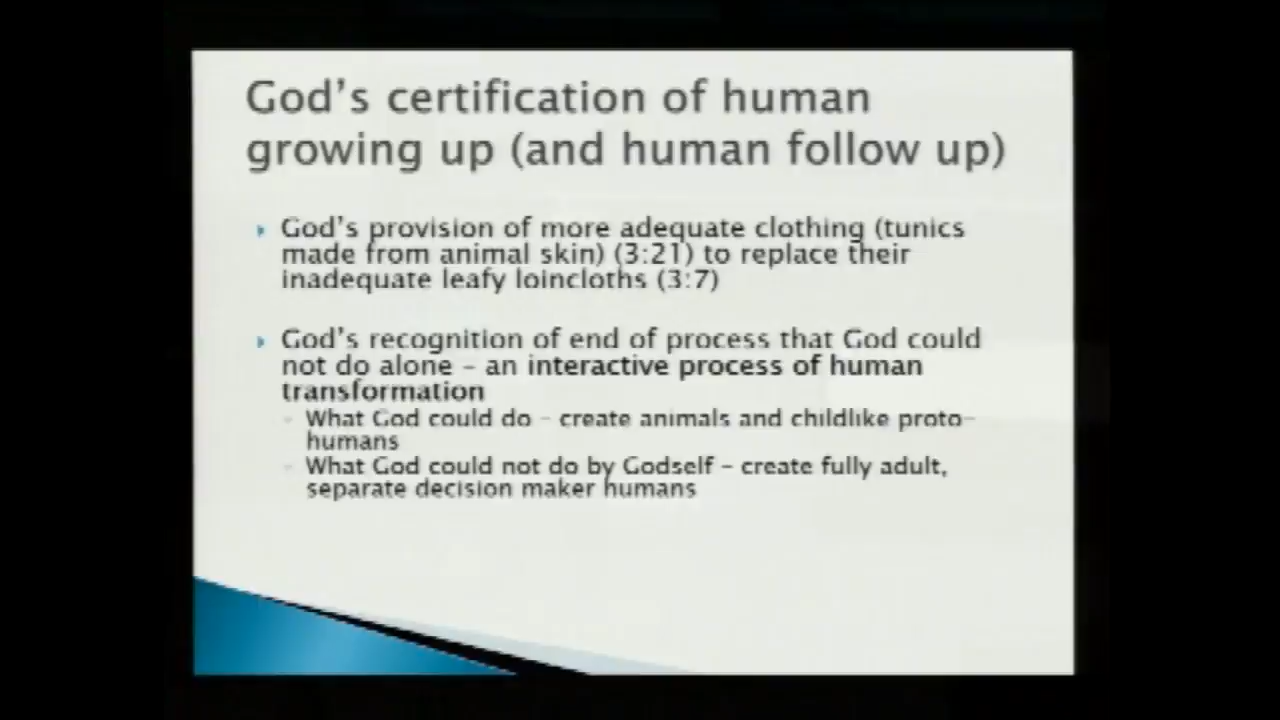 God's certification of human
growing up (and human follow up)
God's provision of more adequate clothing (tunics
made from animal skin) (3:21) to replace their
inadequate leafy loincloths (3:7)
God's recognition of end of process that God could
not do alone – an interactive process of human
transformation
What God could do – create animals and childlike proto-
humans
What God could not do by Godself – create fully adult,
separate decision maker humans